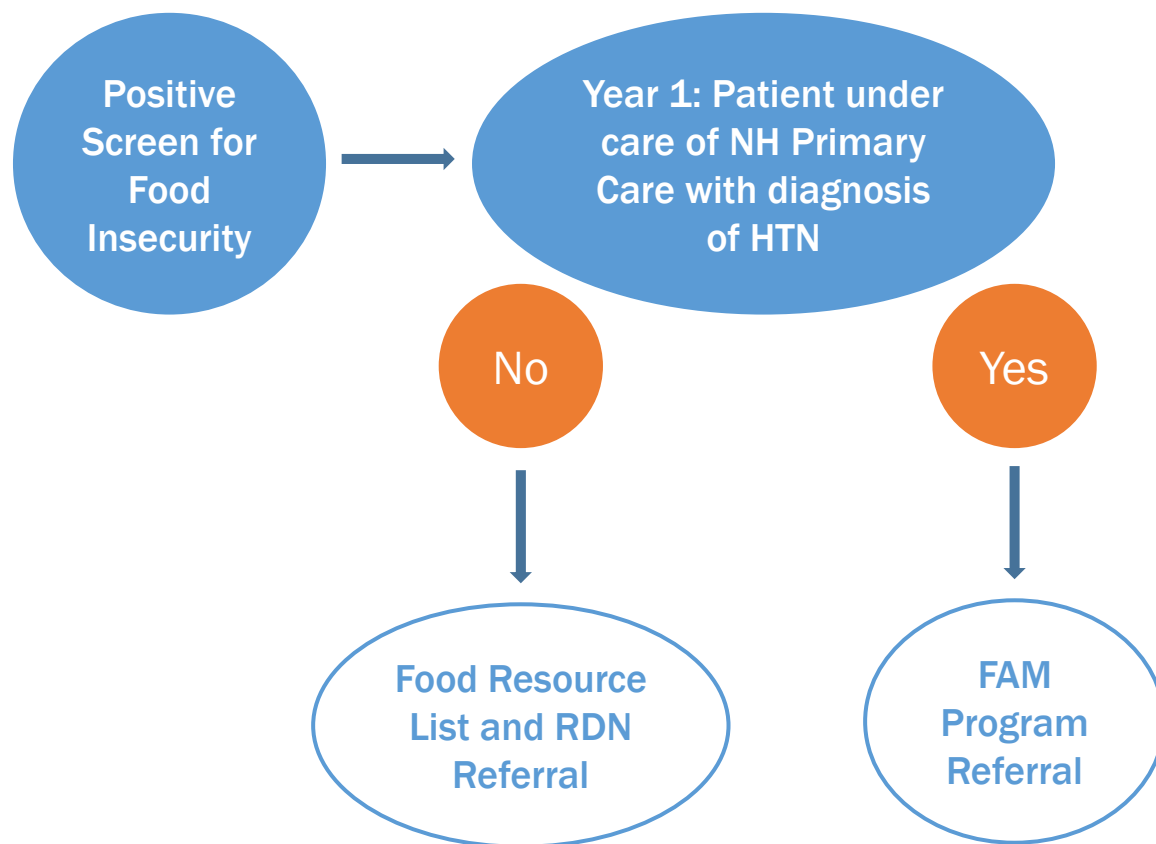 Positive
Screen for
Food
Insecurity
Year 1: Patient under
care of NH Primary
Care with diagnosis
of HTN
No
Yes
Food Resource
List and RDN
Referral
FAM
Program
Referral